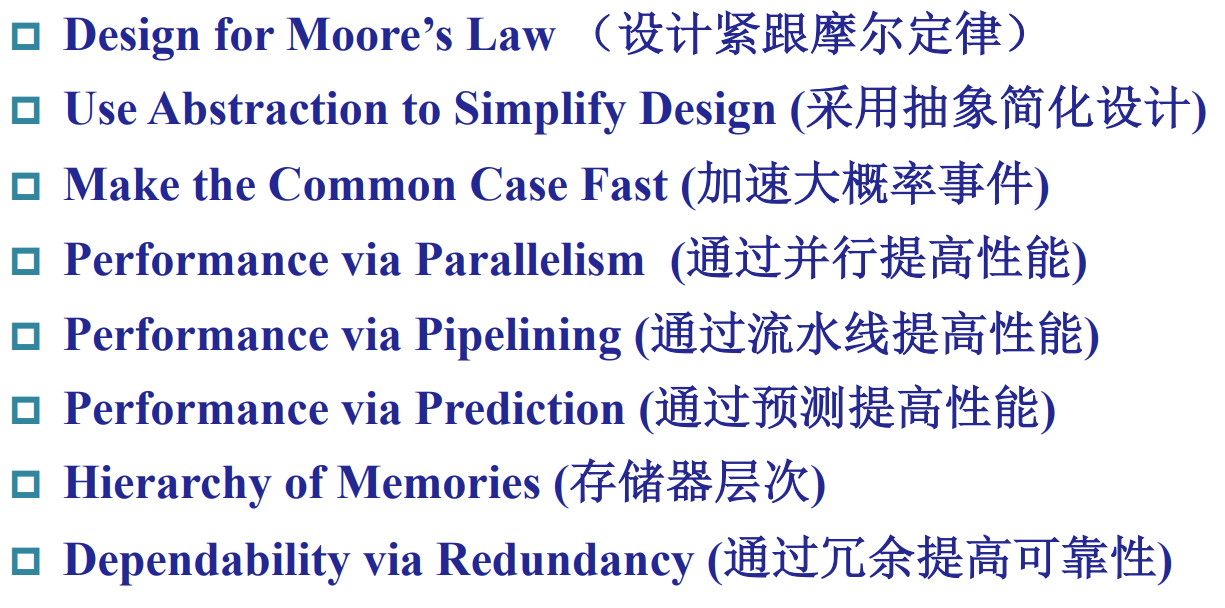 Design for Moore’s Law （设计紧跟摩尔定律）
Use Abstraction to Simplify Design (采用抽象简化设计)
Make the Common Case Fast (加速大概率事件)
Performance via Parallelism (通过并行提高性能)
Performance via Pipelining (通过流水线提高性能)
Performance via Prediction (通过预测提高性能)
Hierarchy of Memories (存储器层次)
Dependability via Redundancy (通过冗余提高可靠性)